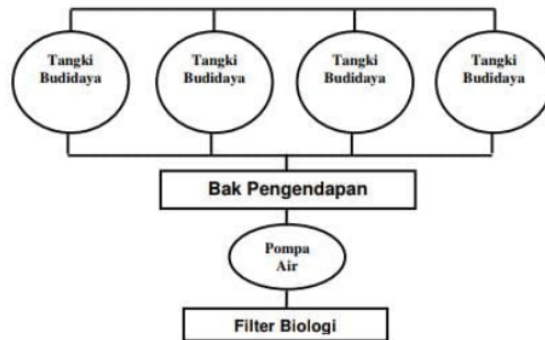 Tangki
Budidaya
Tangki
Budidaya
Tangki
Budidaya
Tangki
Budidaya
Bak Pengendapan
Pompa
Air
Filter Biologi